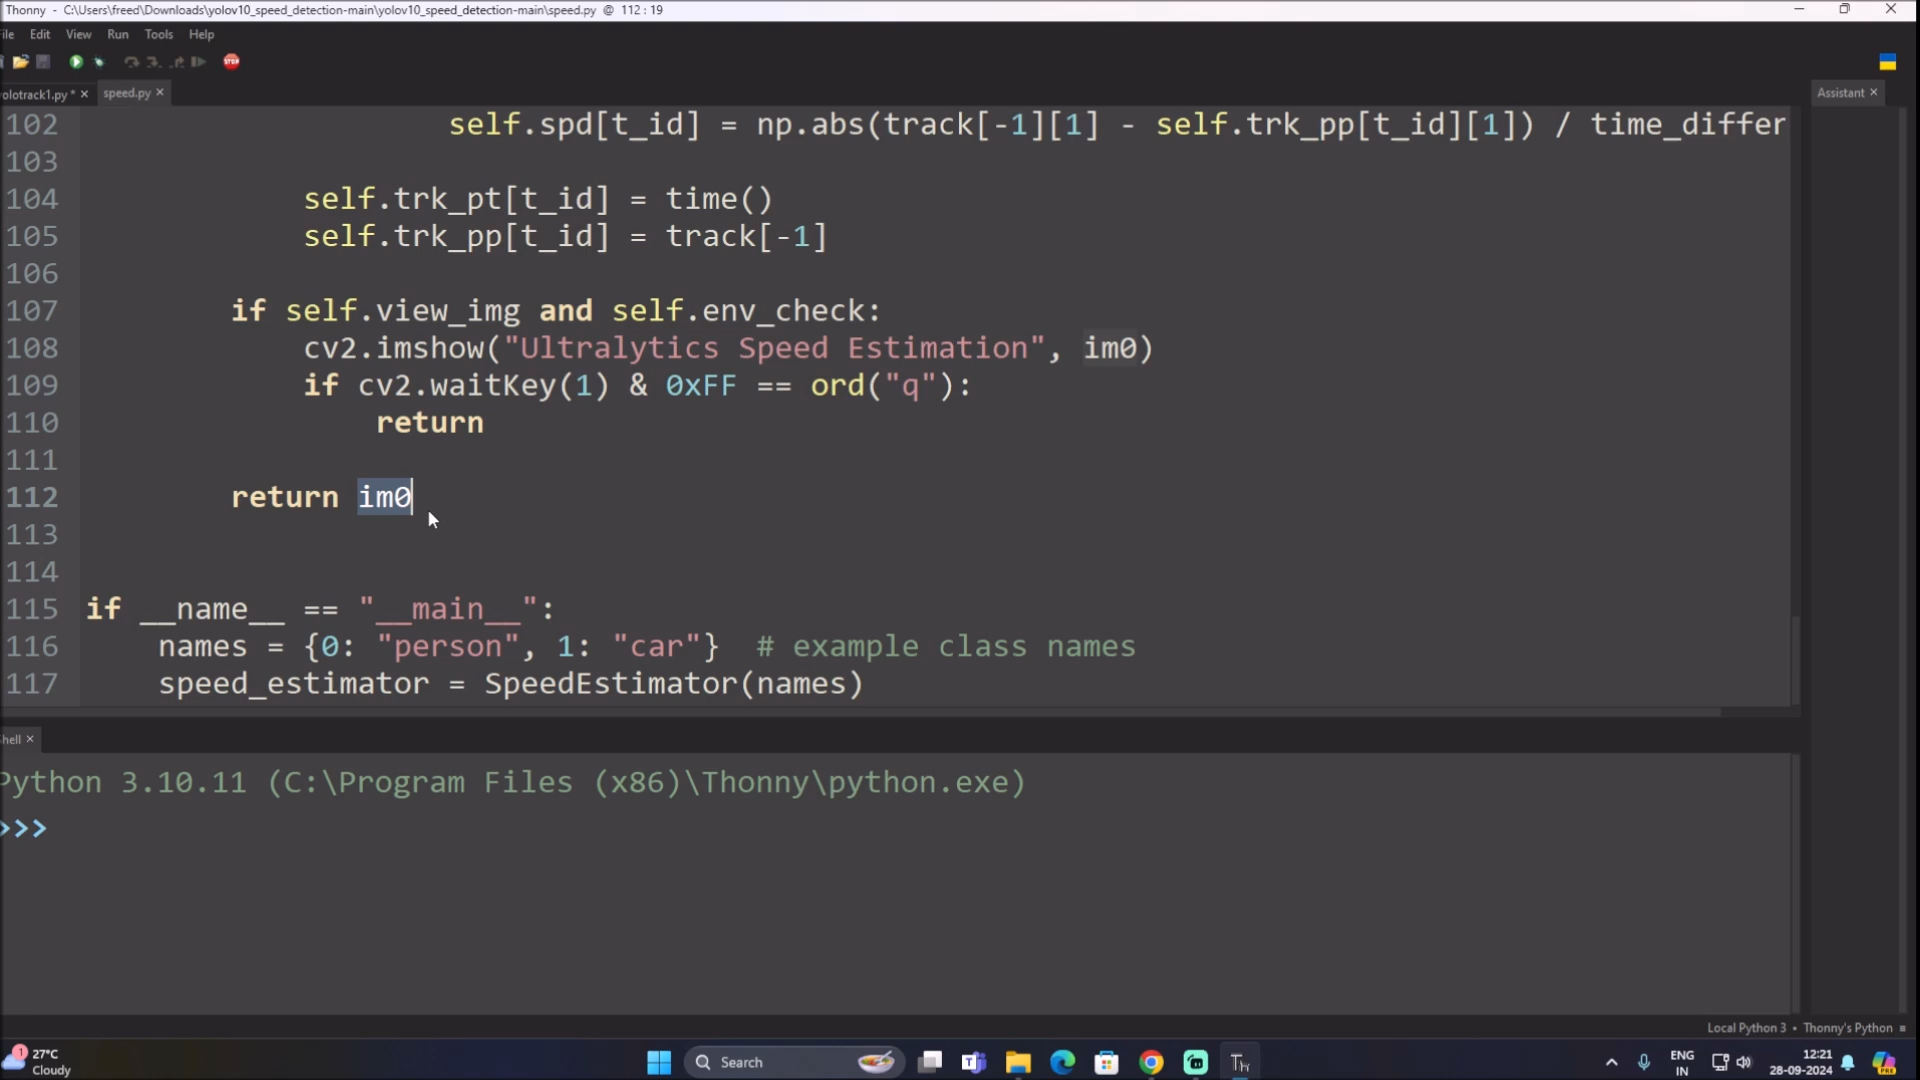 Thonny - C:\Users\freed\Downloads\yolov10_speed_detection-main\yolov10_speed_detection-main\speed.py @ 112 : 19
ile Edit View Run Tools Help
olotrack1.py * × speed.py × Assistant ×
102 self.spd[t_id] = np.abs(track[-1][1] - self.trk_pp[t_id][1]) / time_differ
103
104 self.trk_pt[t_id] = time()
105 self.trk_pp[t_id] = track[-1]
106
107 if self.view_img and self.env_check:
108 cv2.imshow("Ultralytics Speed Estimation", im0)
109 if cv2.waitKey(1) & 0xFF == ord("q"):
110 return
111
112 return im0
113
114
115 if __name__ == "__main__":
116 names = {0: "person", 1: "car"}  # example class names
117 speed_estimator = SpeedEstimator(names)
hell ×
Python 3.10.11 (C:\Program Files (x86)\Thonny\python.exe)
>>>
Local Python 3 • Thonny's Python
1 27°C
Cloudy
Search
ENG
IN
12:21
28-09-2024